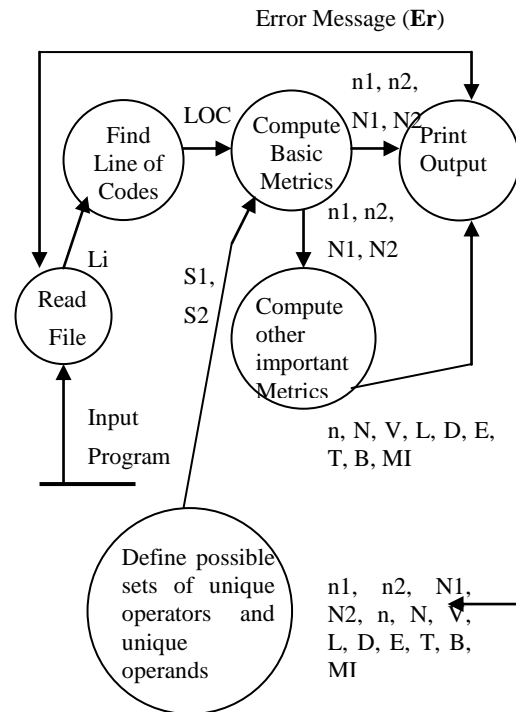 Error Message (Er)
n1, n2,
N1, N2
LOC
Find
Line of
Codes
Compute
Basic
Metrics
Print
Output
n1, n2,
N1, N2
Li
S1,
S2
Read
File
Compute
other
important
Metrics
Input
Program
n, N, V, L, D, E,
T, B, MI
Define possible
sets of unique
operators and
unique
operands
n1, n2, N1,
N2, n, N, V,
L, D, E, T, B,
MI